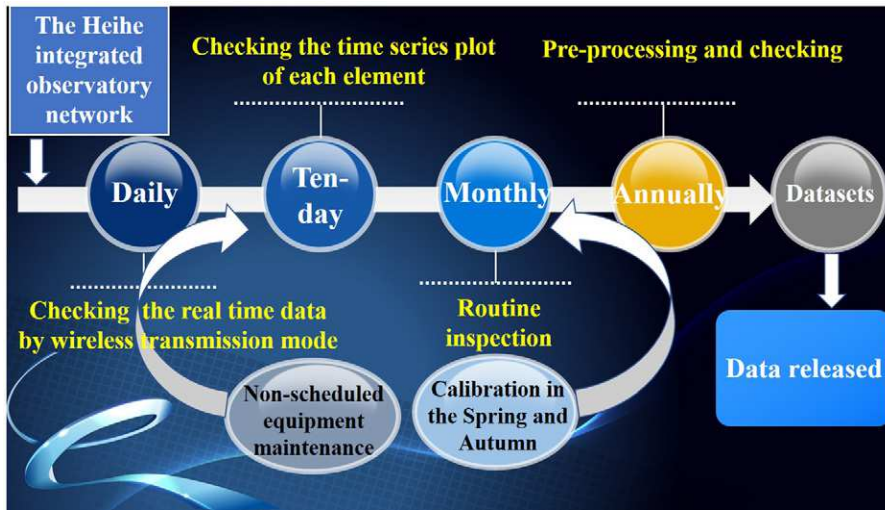 The Heihe
integrated
observatory
network
Checking the time series plot
of each element
Pre-processing and checking
Daily
Ten-
day
Monthly
Annually
Datasets
Checking the real time data
by wireless transmission mode
Routine
inspection
Non-scheduled
equipment
maintenance
Calibration in
the Spring and
Autumn
Data released